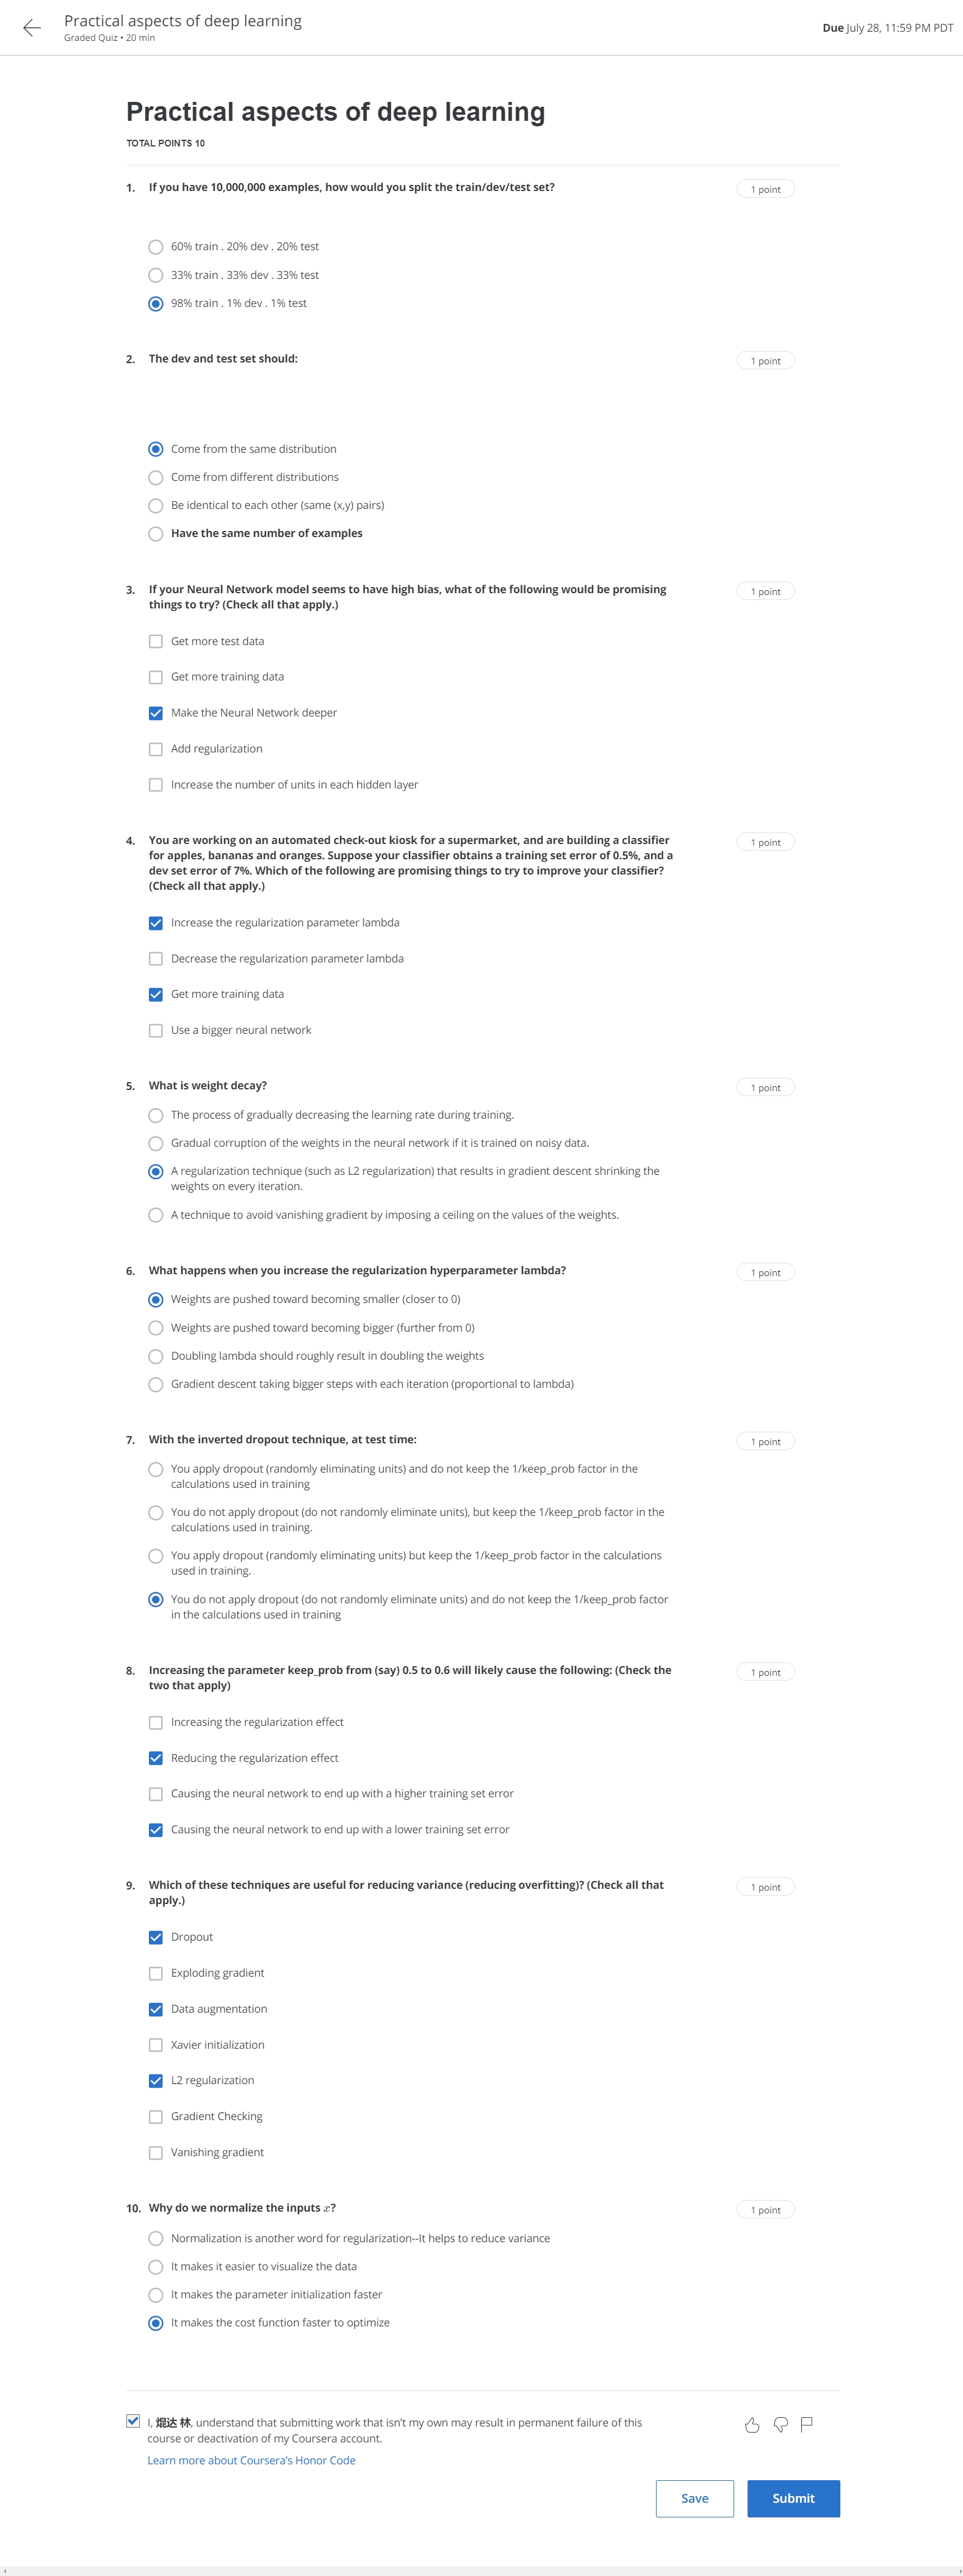 Practical aspects of deep learning
Graded Quiz • 20 min
Due July 28, 11:59 PM PDT
Practical aspects of deep learning
TOTAL POINTS 10
1. If you have 10,000,000 examples, how would you split the train/dev/test set?
1 point
60% train . 20% dev . 20% test
33% train . 33% dev . 33% test
98% train . 1% dev . 1% test
2. The dev and test set should:
1 point
Come from the same distribution
Come from different distributions
Be identical to each other (same (x,y) pairs)
Have the same number of examples
3. If your Neural Network model seems to have high bias, what of the following would be promising
things to try? (Check all that apply.)
1 point
Get more test data
Get more training data
Make the Neural Network deeper
Add regularization
Increase the number of units in each hidden layer
4. You are working on an automated check-out kiosk for a supermarket, and are building a classifier
for apples, bananas and oranges. Suppose your classifier obtains a training set error of 0.5%, and a
dev set error of 7%. Which of the following are promising things to try to improve your classifier?
(Check all that apply.)
1 point
Increase the regularization parameter lambda
Decrease the regularization parameter lambda
Get more training data
Use a bigger neural network
5. What is weight decay?
1 point
The process of gradually decreasing the learning rate during training.
Gradual corruption of the weights in the neural network if it is trained on noisy data.
A regularization technique (such as L2 regularization) that results in gradient descent shrinking the
weights on every iteration.
A technique to avoid vanishing gradient by imposing a ceiling on the values of the weights.
6. What happens when you increase the regularization hyperparameter lambda?
1 point
Weights are pushed toward becoming smaller (closer to 0)
Weights are pushed toward becoming bigger (further from 0)
Doubling lambda should roughly result in doubling the weights
Gradient descent taking bigger steps with each iteration (proportional to lambda)
7. With the inverted dropout technique, at test time:
1 point
You apply dropout (randomly eliminating units) and do not keep the 1/keep_prob factor in the
calculations used in training
You do not apply dropout (do not randomly eliminate units), but keep the 1/keep_prob factor in the
calculations used in training.
You apply dropout (randomly eliminating units) but keep the 1/keep_prob factor in the calculations
used in training.
You do not apply dropout (do not randomly eliminate units) and do not keep the 1/keep_prob factor
in the calculations used in training
8. Increasing the parameter keep_prob from (say) 0.5 to 0.6 will likely cause the following: (Check the
two that apply)
1 point
Increasing the regularization effect
Reducing the regularization effect
Causing the neural network to end up with a higher training set error
Causing the neural network to end up with a lower training set error
9. Which of these techniques are useful for reducing variance (reducing overfitting)? (Check all that
apply.)
1 point
Dropout
Exploding gradient
Data augmentation
Xavier initialization
L2 regularization
Gradient Checking
Vanishing gradient
10. Why do we normalize the inputs x?
1 point
Normalization is another word for regularization--It helps to reduce variance
It makes it easier to visualize the data
It makes the parameter initialization faster
It makes the cost function faster to optimize
I, 焜达 林, understand that submitting work that isn't my own may result in permanent failure of this
course or deactivation of my Coursera account.
Learn more about Coursera's Honor Code
Save
Submit